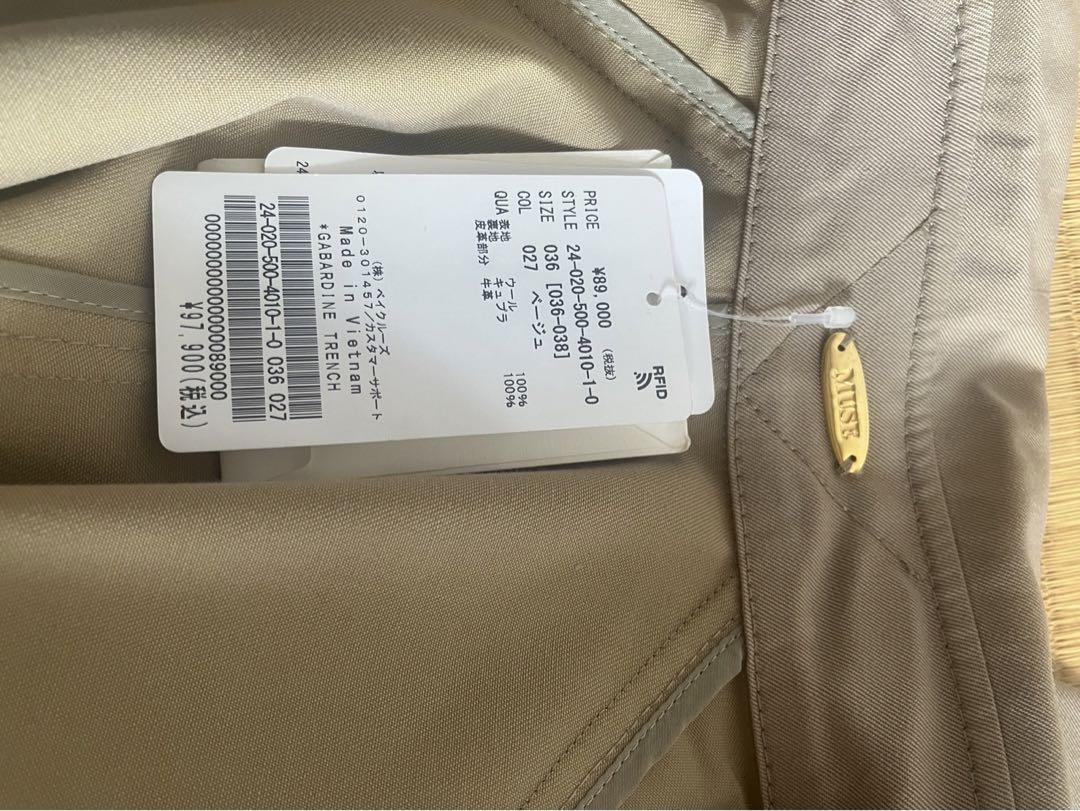 RFID
PRICE ¥89,000 (税抜)
STYLE 24-020-500-4010-1-0
SIZE 036 [036-038]
COL 027 ベージュ
QUA 表地 ウール 100%
裏地 キュプラ 100%
皮革部分 牛革
(株)ベイクルーズ
0120-301457/カスタマーサポート
Made in Vietnam
*GABARDINE TRENCH
24-020-500-4010-1-0 036 027
0000000000000089000
¥97,900(税込)
24
MUSE